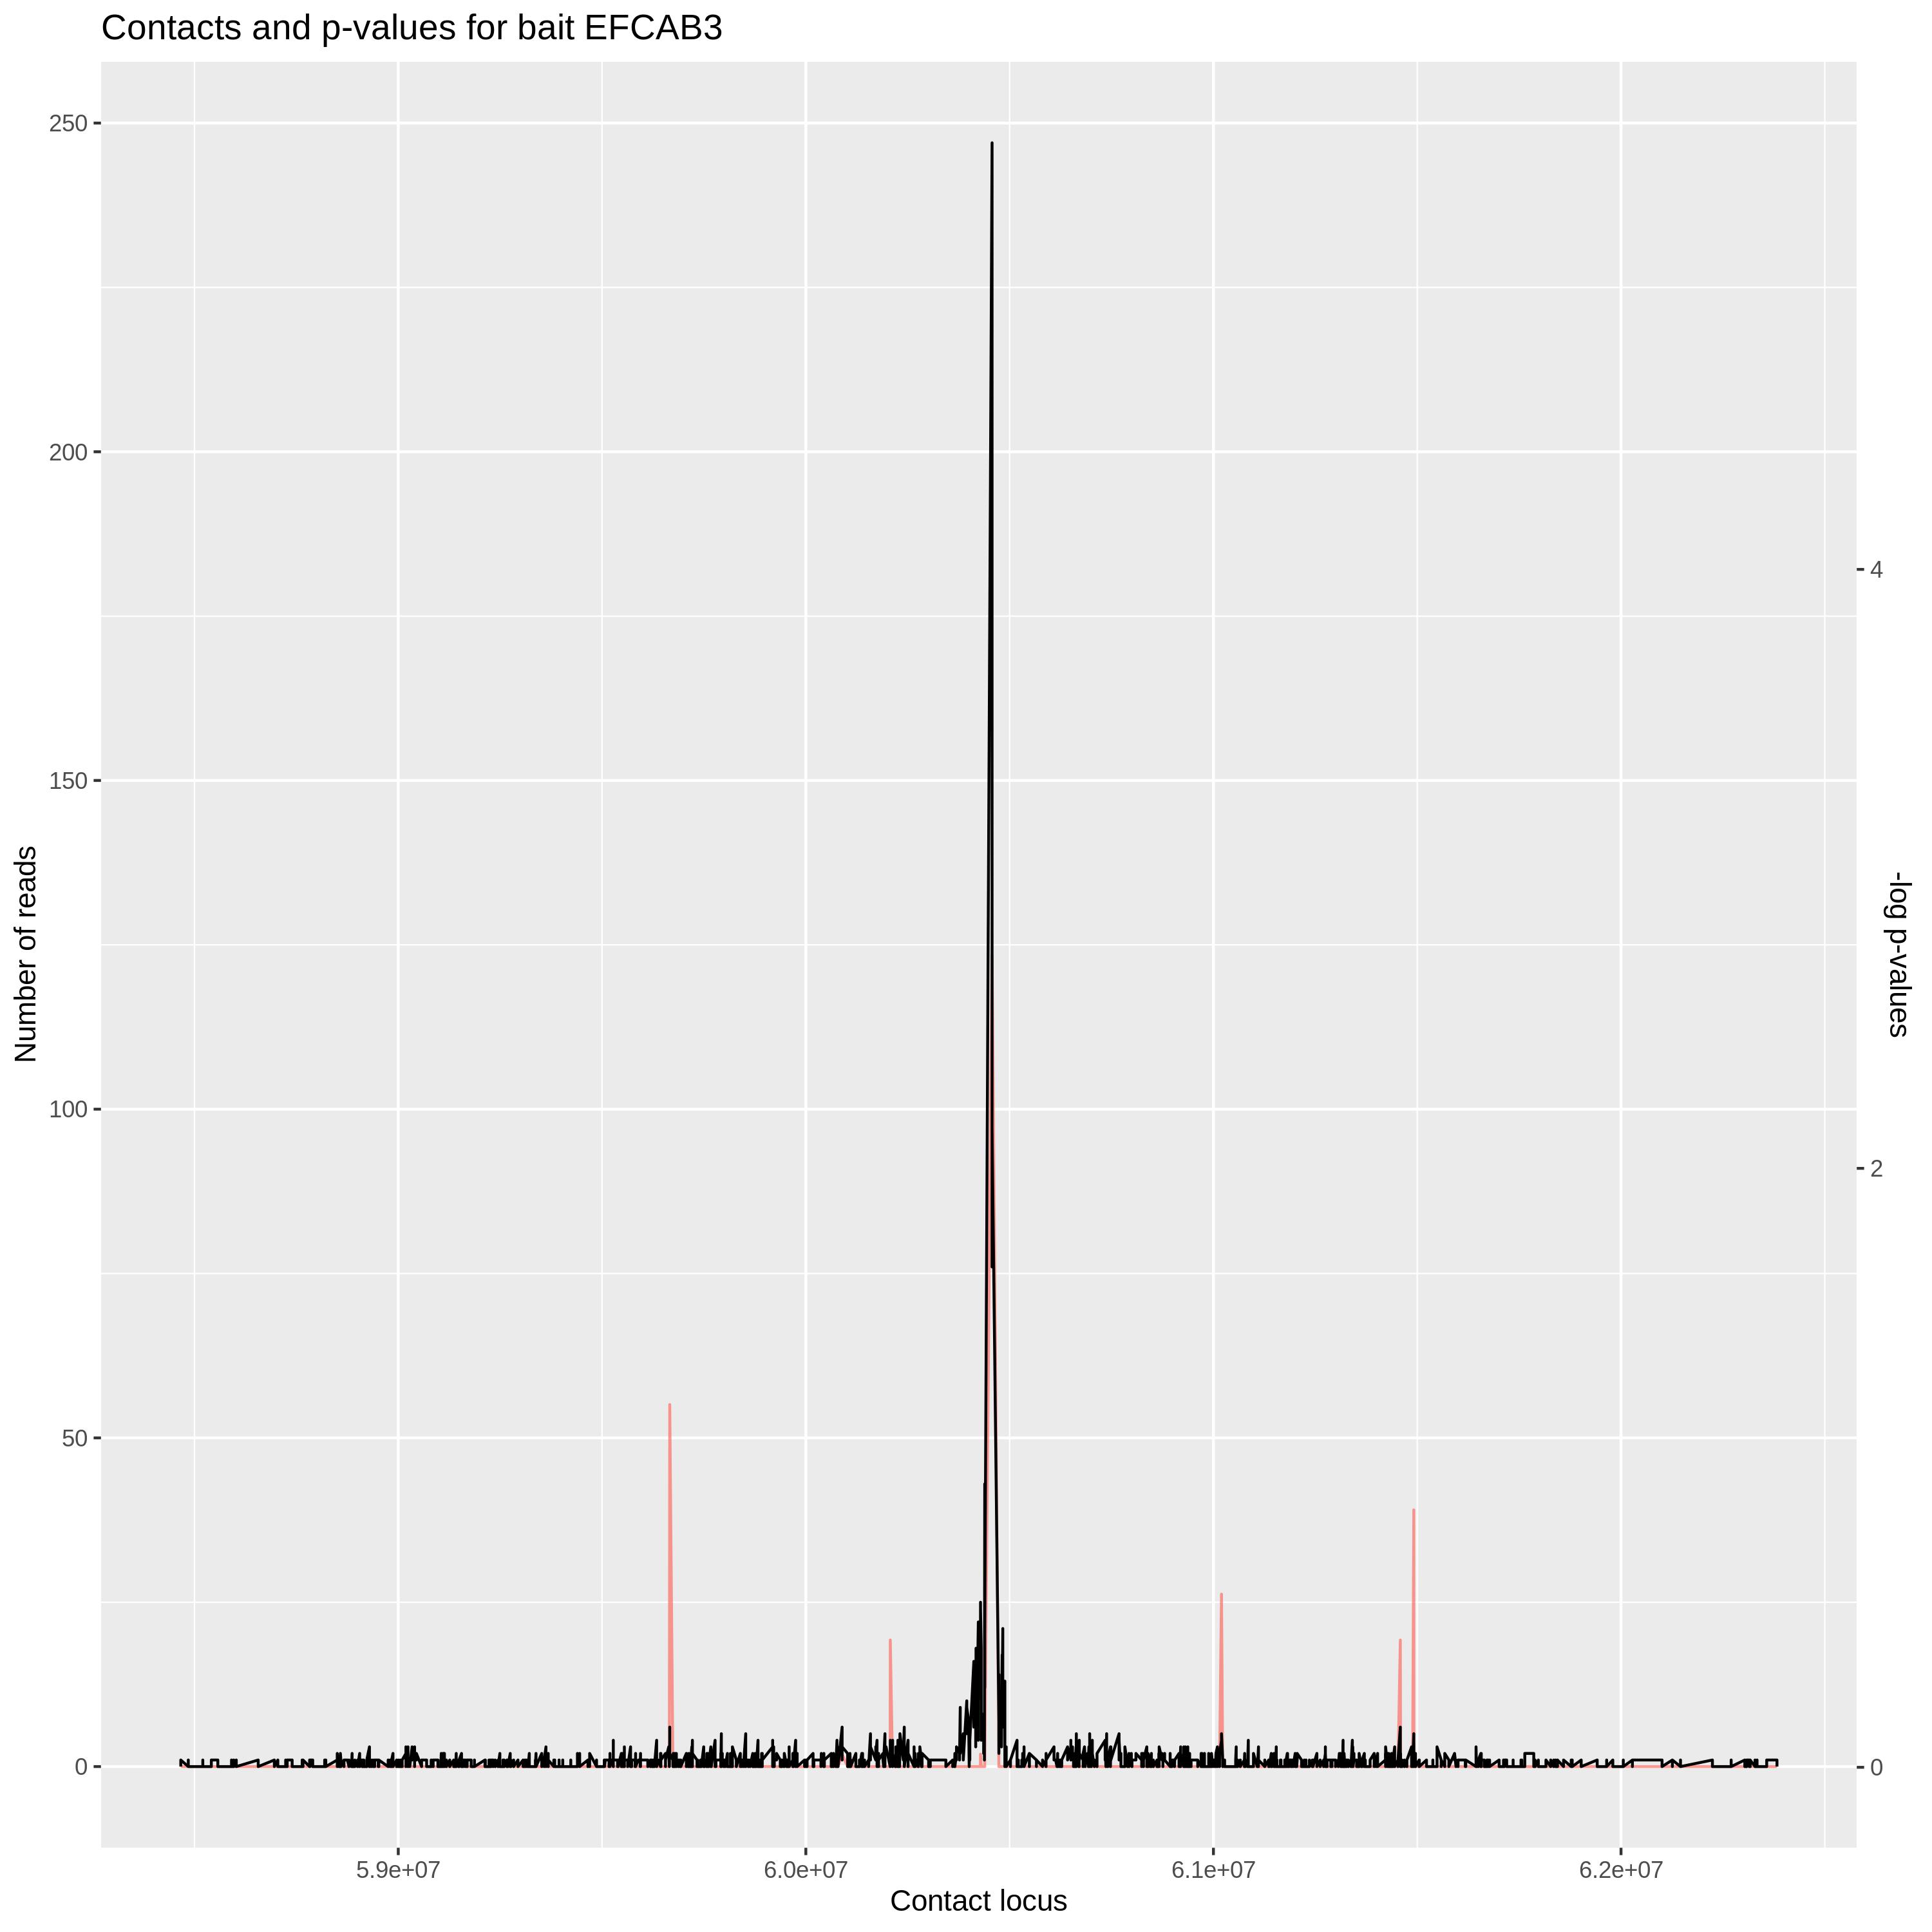 Contacts and p-values for bait EFCAB3
250
200
150
100
50
0
Number of reads
4
2
0
-log p-values
5.9e+07
6.0e+07
6.1e+07
6.2e+07
Contact locus